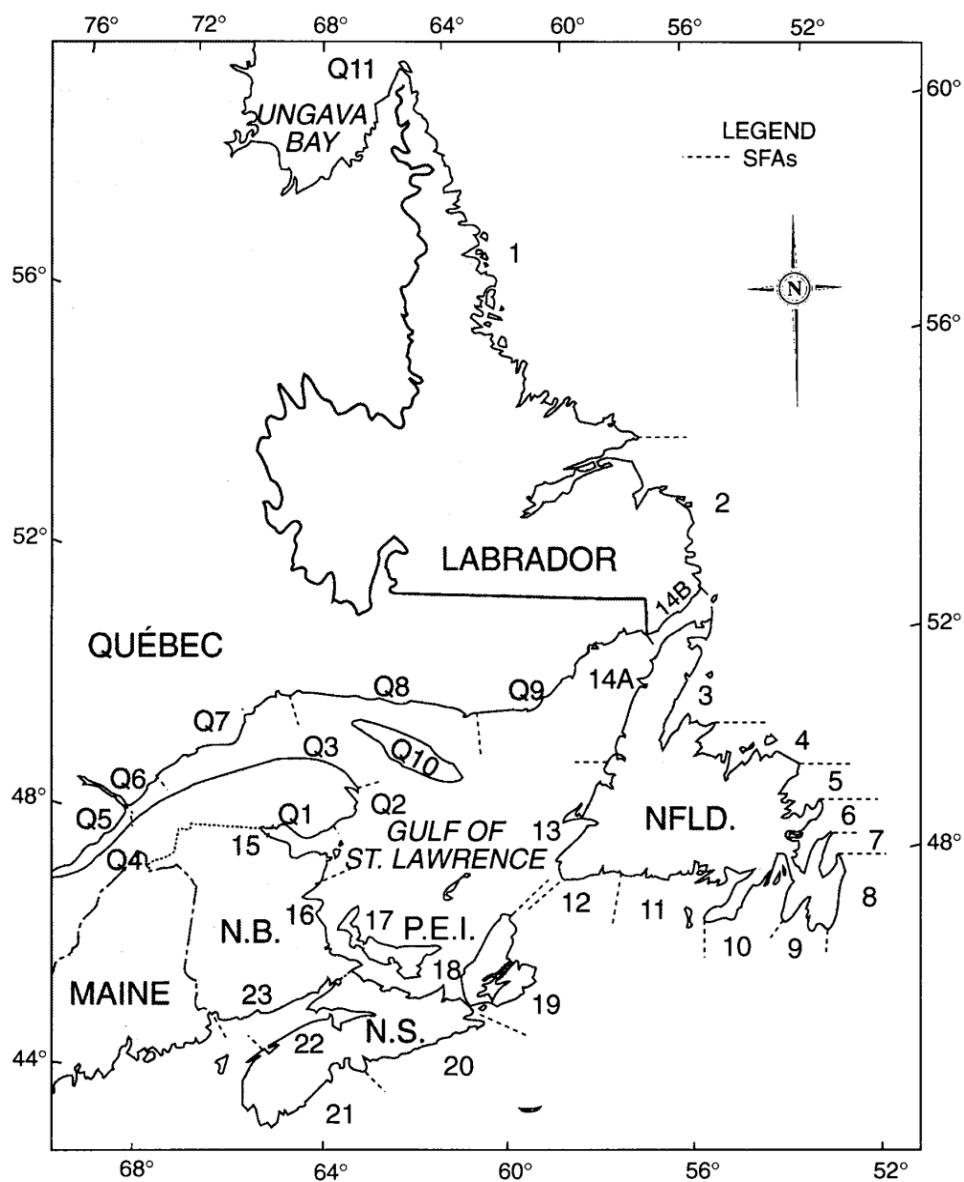 76° 72° 68° 64° 60° 56° 52°
Q11
60°
UNGAVA
BAY
LEGEND
SFAs
1
N
56°
56°
2
52°
LABRADOR
14B
52°
QUÉBEC
Q8
Q9
14A
3
Q7
Q3
4
Q10
Q6
5
48°
Q5
Q1
Q2
6
GULF OF
ST. LAWRENCE
13
NFLD.
7
48°
15
Q4
12
11
8
16
17
P.E.I.
10
9
N.B.
18
MAINE
23
19
N.S.
22
20
44°
44°
21
68° 64° 60° 56° 52°